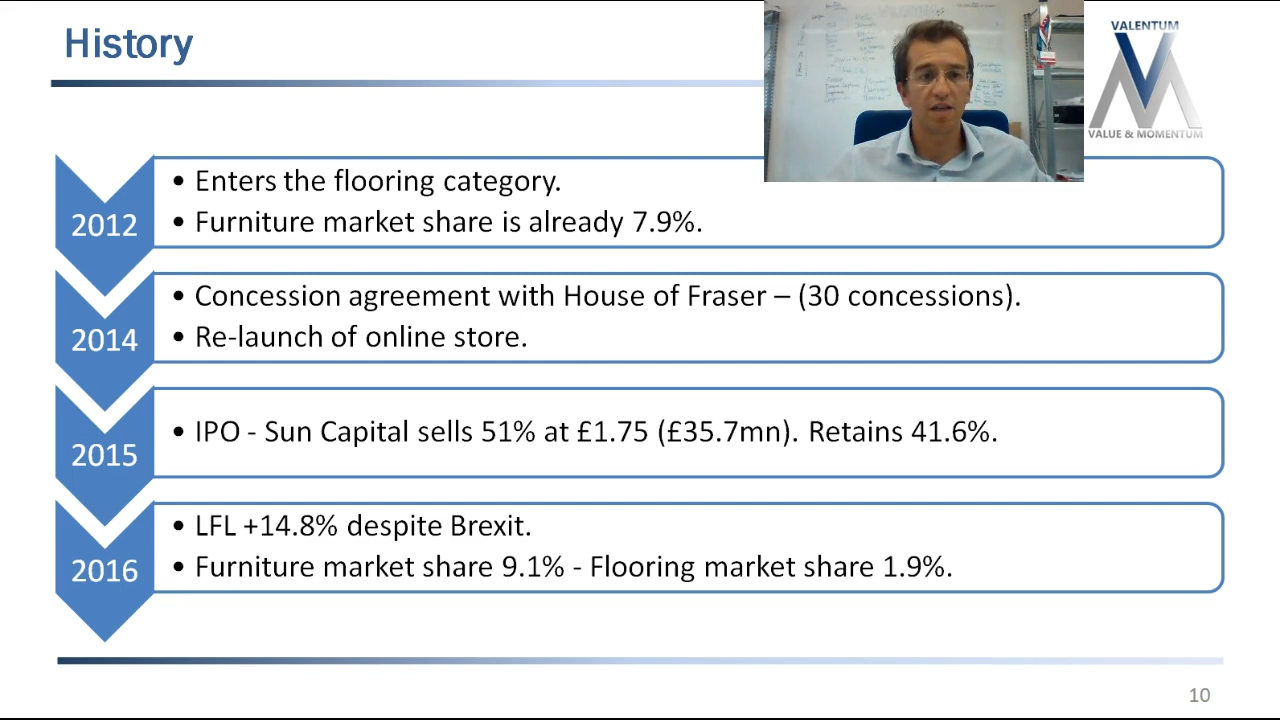 History
VALENTUM
VALUE & MOMENTUM
2012
• Enters the flooring category.
• Furniture market share is already 7.9%.
2014
• Concession agreement with House of Fraser – (30 concessions).
• Re-launch of online store.
2015
• IPO - Sun Capital sells 51% at £1.75 (£35.7mn). Retains 41.6%.
2016
• LFL +14.8% despite Brexit.
• Furniture market share 9.1% - Flooring market share 1.9%.
10